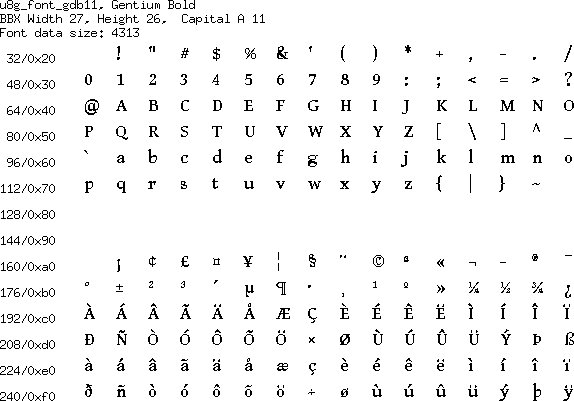 u8g_font_gdb11, Gentium Bold
BBX Width 27, Height 26,  Capital A 11
Font data size: 4313
32/0x20 ! " # $ % & ' ( ) * + , - . /
48/0x30 0 1 2 3 4 5 6 7 8 9 : ; < = > ?
64/0x40 @ A B C D E F G H I J K L M N O
80/0x50 P Q R S T U V W X Y Z [ \ ] ^ _
96/0x60 ` a b c d e f g h i j k l m n o
112/0x70 p q r s t u v w x y z { | } ~
128/0x80
144/0x90
160/0xa0 ¡ ¢ £ ¤ ¥ ¦ § ¨ © ª « ¬ - ® ¯
176/0xb0 ° ± ² ³ ´ µ ¶ · ¸ ¹ º » ¼ ½ ¾ ¿
192/0xc0 À Á Â Ã Ä Å Æ Ç È É Ê Ë Ì Í Î Ï
208/0xd0 Ð Ñ Ò Ó Ô Õ Ö × Ø Ù Ú Û Ü Ý Þ ß
224/0xe0 à á â ã ä å æ ç è é ê ë ì í î ï
240/0xf0 ð ñ ò ó ô õ ö ÷ ø ù ú û ü ý þ ÿ